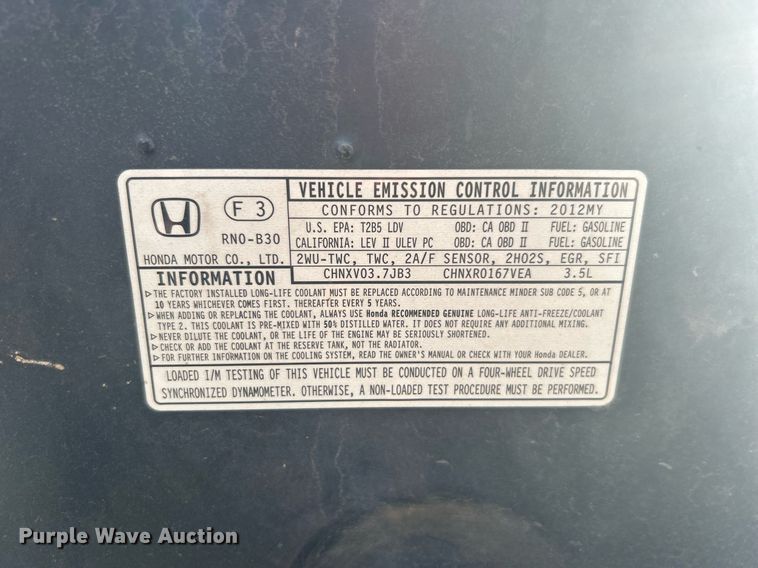 F 3
RN0-B30
HONDA MOTOR CO., LTD.
VEHICLE EMISSION CONTROL INFORMATION
CONFORMS TO REGULATIONS: 2012MY
U.S. EPA: T2B5 LDV OBD: CA OBD II FUEL: GASOLINE
CALIFORNIA: LEV II ULEV PC OBD: CA OBD II FUEL: GASOLINE
2WU-TWC, TWC, 2A/F SENSOR, 2HO2S, EGR, SFI
INFORMATION CHNXV03.7JB3 CHNXR0167VEA 3.5L
▷THE FACTORY INSTALLED LONG-LIFE COOLANT MUST BE REPLACED ACCORDING TO MAINTENANCE MINDER SUB CODE 5, OR AT
10 YEARS WHICHEVER COMES FIRST. THEREAFTER EVERY 5 YEARS.
▷WHEN ADDING OR REPLACING THE COOLANT, ALWAYS USE Honda RECOMMENDED GENUINE LONG-LIFE ANTI-FREEZE/COOLANT
TYPE 2. THIS COOLANT IS PRE-MIXED WITH 50% DISTILLED WATER. IT DOES NOT REQUIRE ANY ADDITIONAL MIXING.
▷NEVER DILUTE THE COOLANT, OR THE LIFE OF THE ENGINE MAY BE SERIOUSLY SHORTENED.
▷CHECK OR ADD THE COOLANT AT THE RESERVE TANK, NOT THE RADIATOR.
▷FOR FURTHER INFORMATION ON THE COOLING SYSTEM, READ THE OWNER'S MANUAL OR CHECK WITH YOUR Honda DEALER.
LOADED I/M TESTING OF THIS VEHICLE MUST BE CONDUCTED ON A FOUR-WHEEL DRIVE SPEED
SYNCHRONIZED DYNAMOMETER. OTHERWISE, A NON-LOADED TEST PROCEDURE MUST BE PERFORMED.
Purple Wave Auction